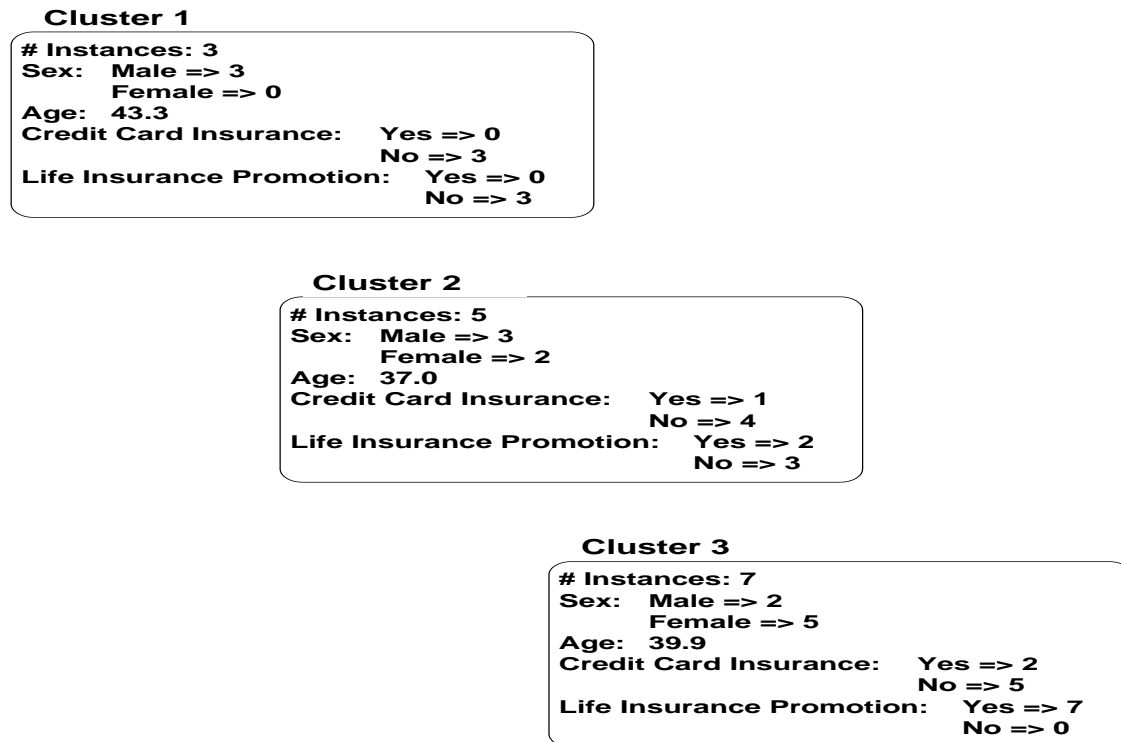 Cluster 1
# Instances: 3
Sex: Male => 3
Female => 0
Age: 43.3
Credit Card Insurance: Yes => 0
No => 3
Life Insurance Promotion: Yes => 0
No => 3
Cluster 2
# Instances: 5
Sex: Male => 3
Female => 2
Age: 37.0
Credit Card Insurance: Yes => 1
No => 4
Life Insurance Promotion: Yes => 2
No => 3
Cluster 3
# Instances: 7
Sex: Male => 2
Female => 5
Age: 39.9
Credit Card Insurance: Yes => 2
No => 5
Life Insurance Promotion: Yes => 7
No => 0